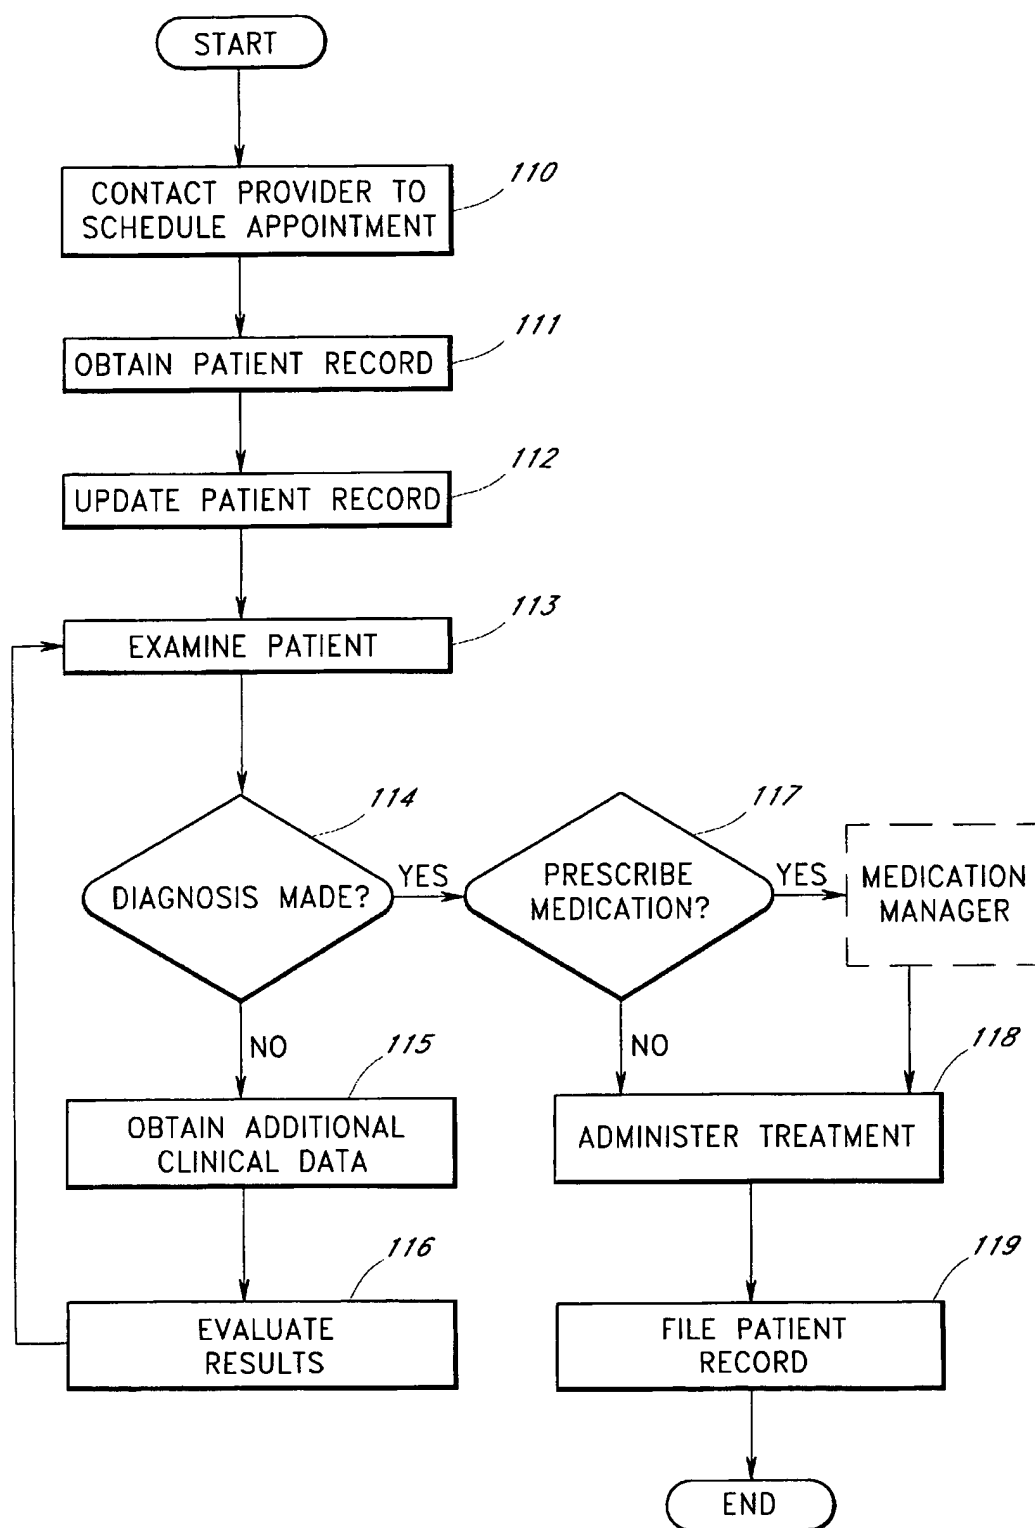 START
110
CONTACT PROVIDER TO
SCHEDULE APPOINTMENT
111
OBTAIN PATIENT RECORD
112
UPDATE PATIENT RECORD
113
EXAMINE PATIENT
114
DIAGNOSIS MADE?
YES
117
PRESCRIBE
MEDICATION?
YES
MEDICATION
MANAGER
NO
115
OBTAIN ADDITIONAL
CLINICAL DATA
NO
118
ADMINISTER TREATMENT
116
EVALUATE
RESULTS
119
FILE PATIENT
RECORD
END